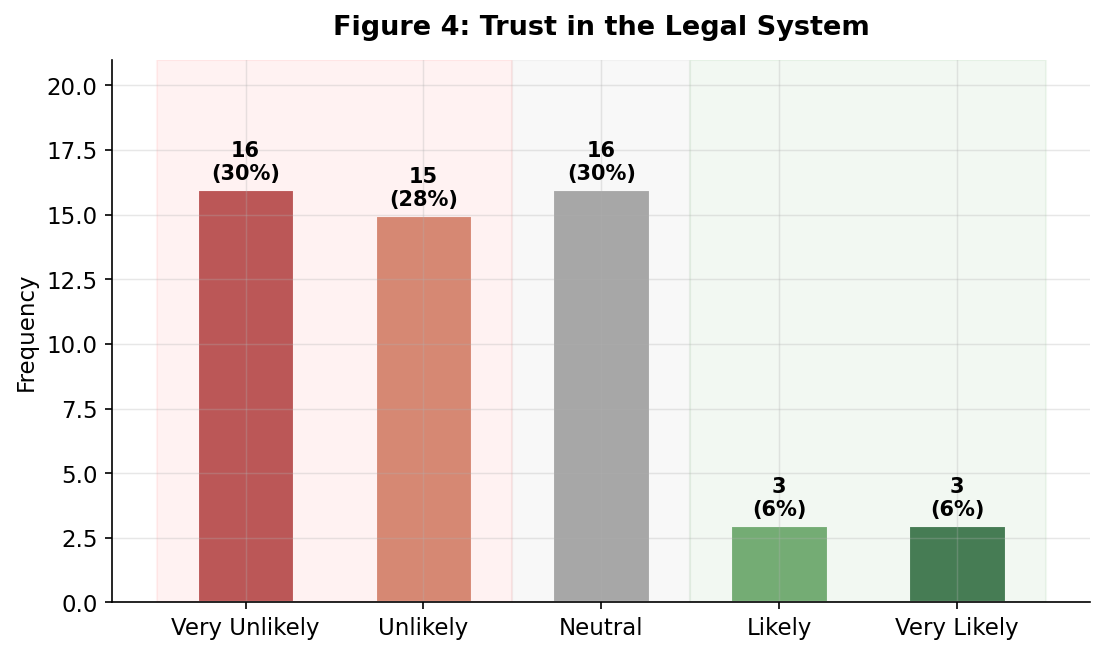 Figure 4: Trust in the Legal System
Frequency
20.0
17.5
15.0
12.5
10.0
7.5
5.0
2.5
0.0
16
(30%)
15
(28%)
16
(30%)
3
(6%)
3
(6%)
Very Unlikely
Unlikely
Neutral
Likely
Very Likely